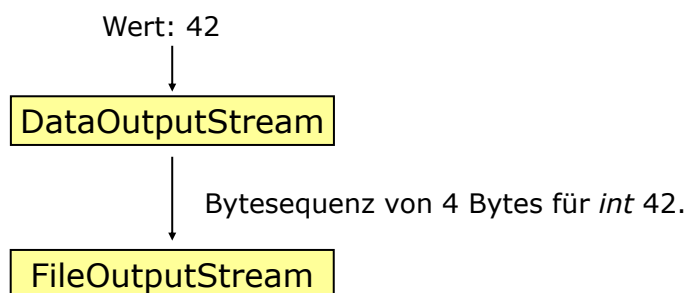 Wert: 42
DataOutputStream
Bytesequenz von 4 Bytes für int 42.
FileOutputStream